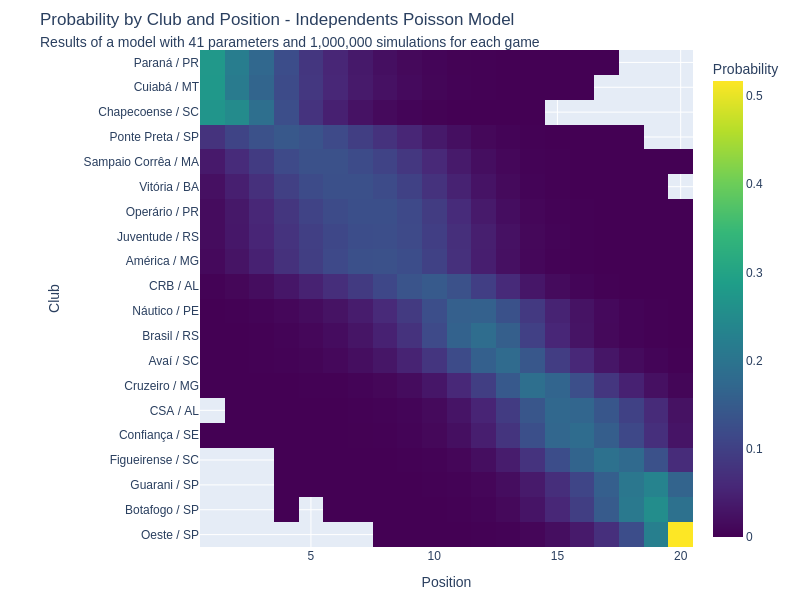 Probability by Club and Position - Independents Poisson Model
Results of a model with 41 parameters and 1,000,000 simulations for each game
Probability
Paraná / PR
Cuiabá / MT
Chapecoense / SC
Ponte Preta / SP
Sampaio Corrêa / MA
Vitória / BA
Operário / PR
Juventude / RS
América / MG
CRB / AL
Náutico / PE
Brasil / RS
Avaí / SC
Cruzeiro / MG
CSA / AL
Confiança / SE
Figueirense / SC
Guarani / SP
Botafogo / SP
Oeste / SP
Club
5
10
15
20
Position
0.5
0.4
0.3
0.2
0.1
0